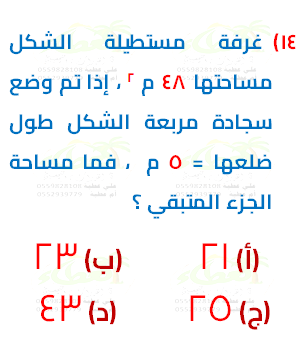 ١٤) غرفة مستطيلة الشكل
مساحتها ٤٨ م ٢ ، إذا تم وضع
سجادة مربعة الشكل طول
ضلعها = ٥ م ، فما مساحة
الجزء المتبقي ؟
(أ) ٢١ (ب) ٢٣
(ج) ٢٥ (د) ٤٣